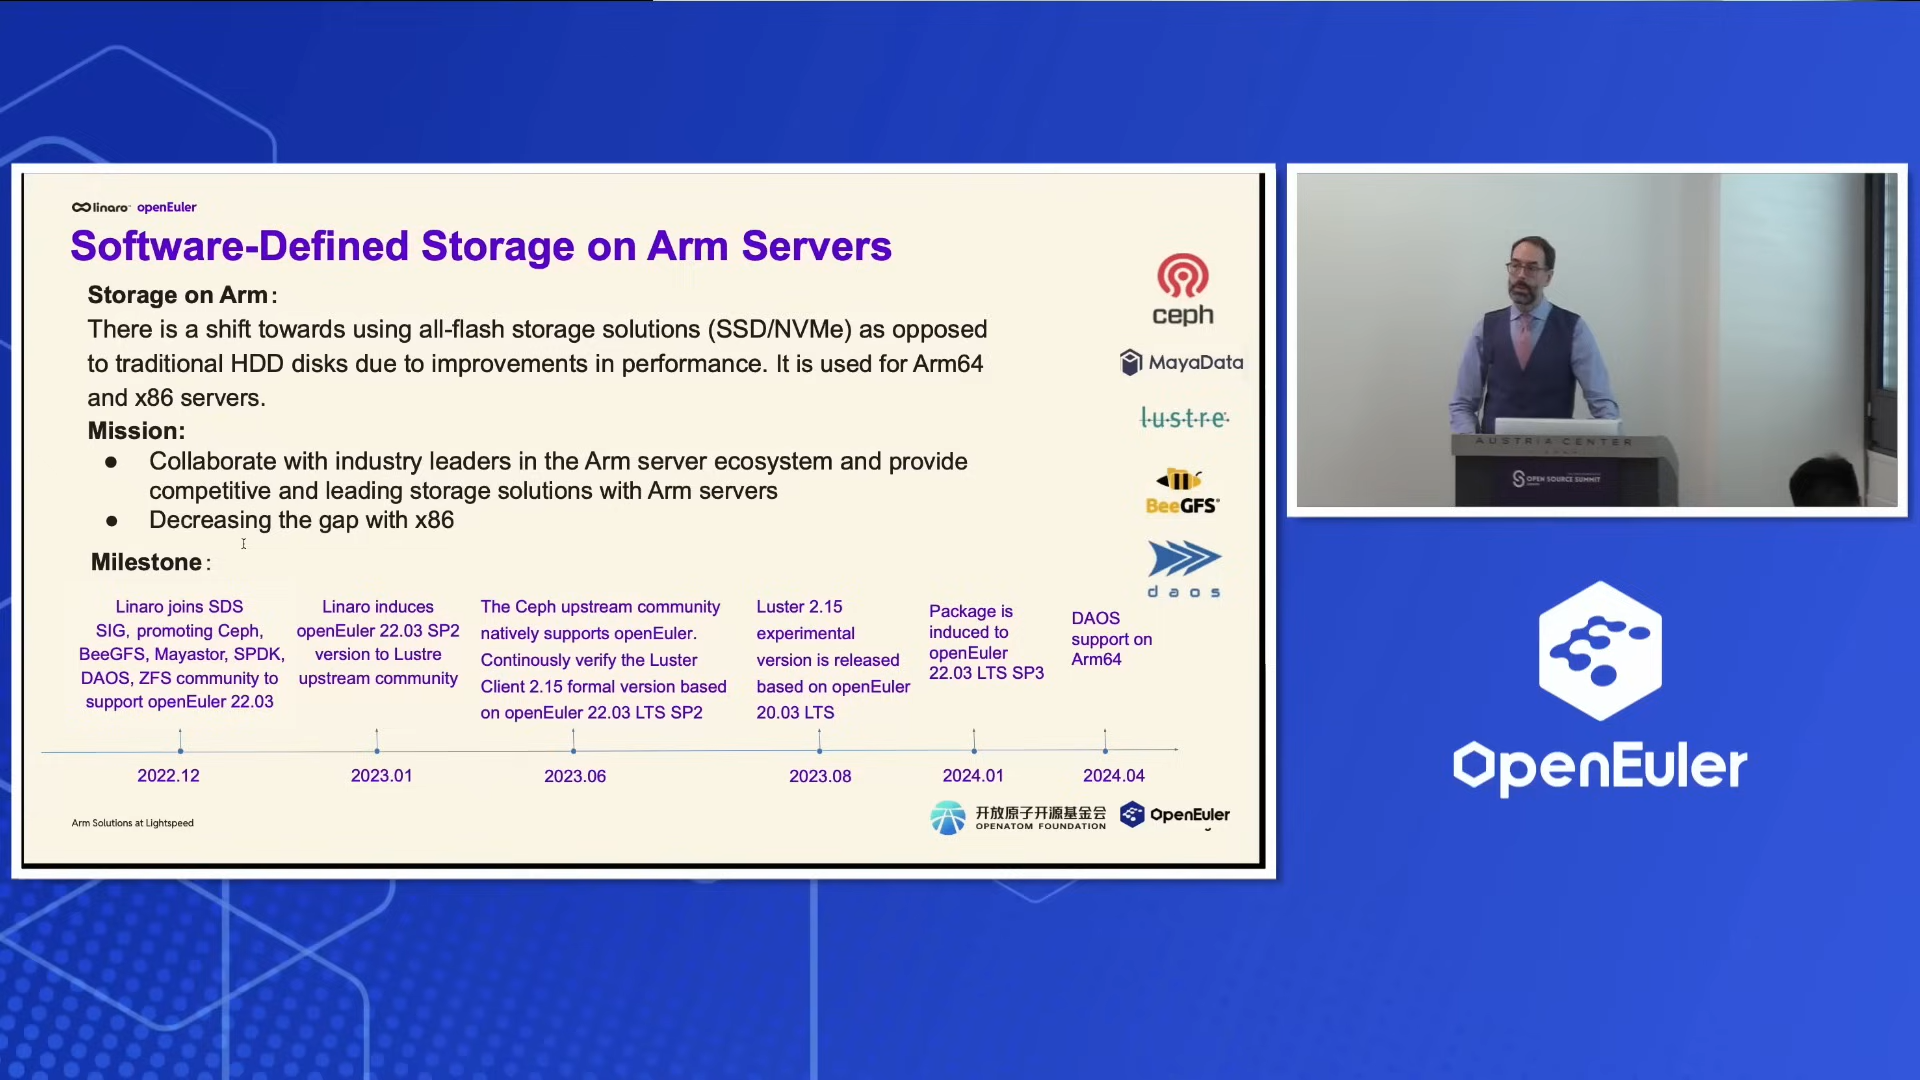 linaro openEuler
Software-Defined Storage on Arm Servers
Storage on Arm:
There is a shift towards using all-flash storage solutions (SSD/NVMe) as opposed
to traditional HDD disks due to improvements in performance. It is used for Arm64
and x86 servers.
Mission:
● Collaborate with industry leaders in the Arm server ecosystem and provide
competitive and leading storage solutions with Arm servers
● Decreasing the gap with x86
Milestone:
ceph
MayaData
l·u·s·t·r·e
BeeGFS®
daos
Linaro joins SDS
SIG, promoting Ceph,
BeeGFS, Mayastor, SPDK,
DAOS, ZFS community to
support openEuler 22.03
2022.12
Linaro induces
openEuler 22.03 SP2
version to Lustre
upstream community
2023.01
The Ceph upstream community
natively supports openEuler.
Continously verify the Luster
Client 2.15 formal version based
on openEuler 22.03 LTS SP2
2023.06
Luster 2.15
experimental
version is released
based on openEuler
20.03 LTS
2023.08
Package is
induced to
openEuler
22.03 LTS SP3
2024.01
DAOS
support on
Arm64
2024.04
Arm Solutions at Lightspeed
开放原子开源基金会
OPENATOM FOUNDATION
OpenEuler
AUSTRIA CENTER
OPEN SOURCE SUMMIT
OpenEuler